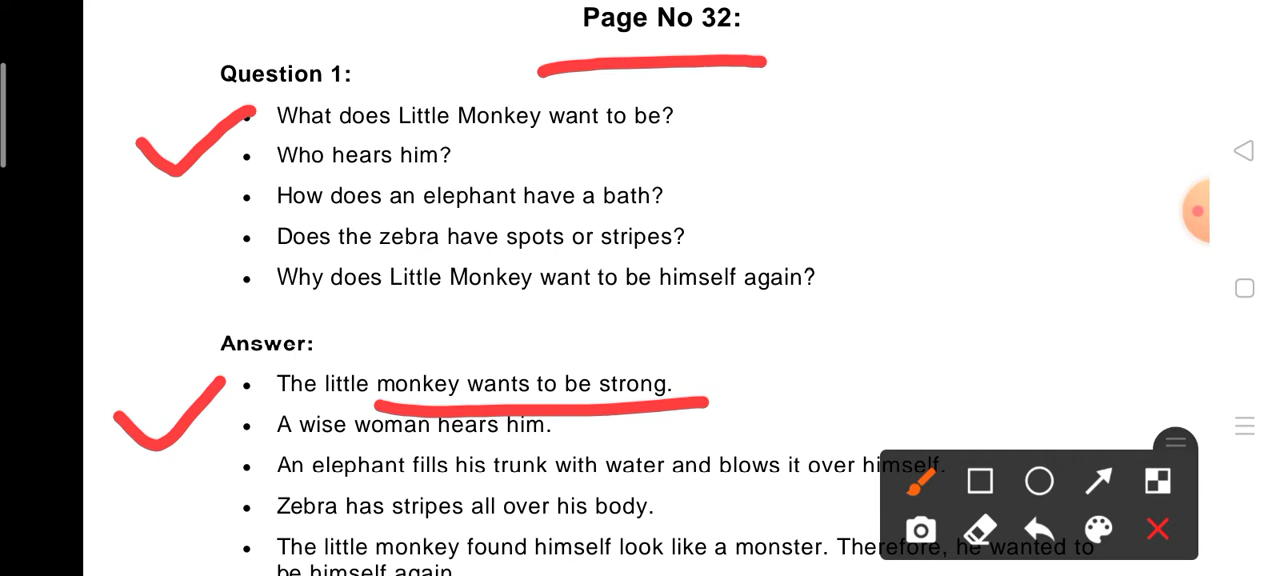 Page No 32:
Question 1:
• What does Little Monkey want to be?
• Who hears him?
• How does an elephant have a bath?
• Does the zebra have spots or stripes?
• Why does Little Monkey want to be himself again?
Answer:
• The little monkey wants to be strong.
• A wise woman hears him.
• An elephant fills his trunk with water and blows it over himself.
• Zebra has stripes all over his body.
• The little monkey found himself look like a monster. Therefore, he wanted to
be himself again